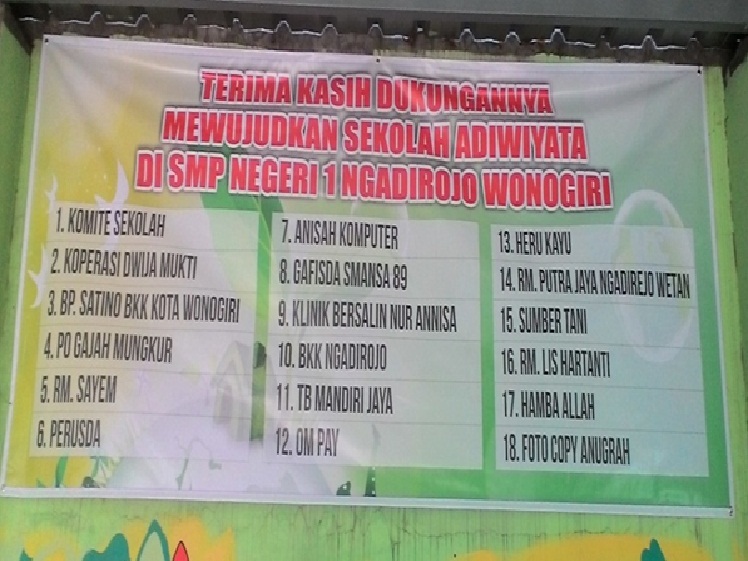 TERIMA KASIH DUKUNGANNYA
MEWUJUDKAN SEKOLAH ADIWIYATA
DI SMP NEGERI 1 NGADIROJO WONOGIRI
1. KOMITE SEKOLAH
2. KOPERASI DWIJA MUKTI
3. BP. SATINO BKK KOTA WONOGIRI
4. PO GAJAH MUNGKUR
5. RM. SAYEM
6. PERUSDA
7. ANISAH KOMPUTER
8. GAFISDA SMANSA 89
9. KLINIK BERSALIN NUR ANNISA
10. BKK NGADIROJO
11. TB MANDIRI JAYA
12. OM PAY
13. HERU KAYU
14. RM. PUTRA JAYA NGADIREJO WETAN
15. SUMBER TANI
16. RM. LIS HARTANTI
17. HAMBA ALLAH
18. FOTO COPY ANUGRAH